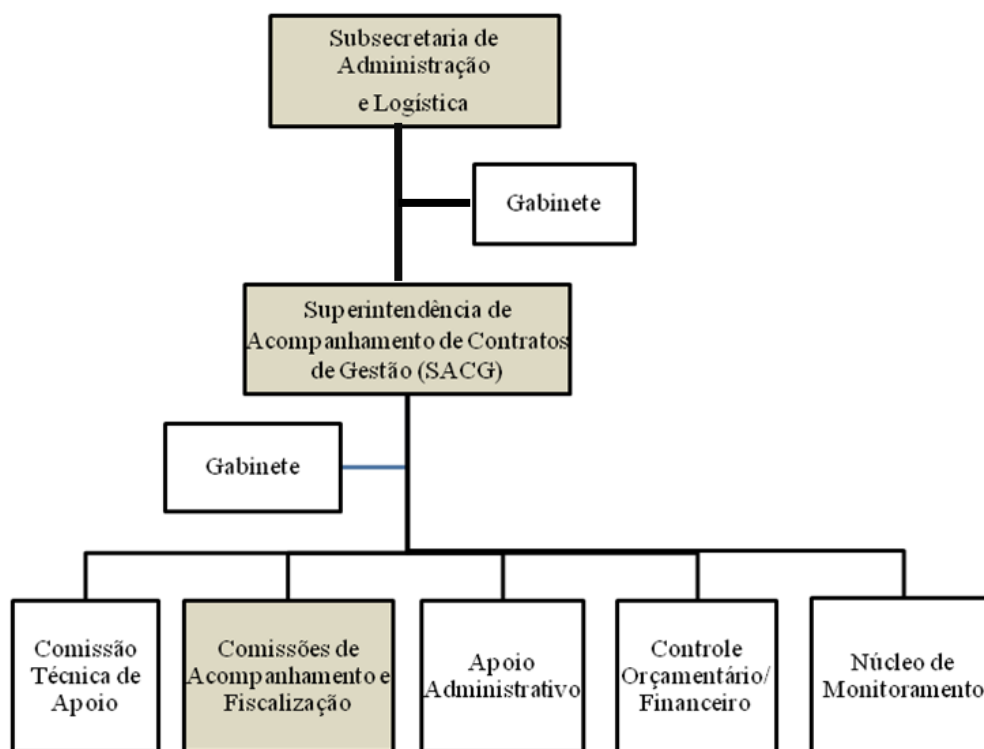 Subsecretaria de
Administração
e Logística
Gabinete
Superintendência de
Acompanhamento de Contratos
de Gestão (SACG)
Gabinete
Comissão
Técnica de
Apoio
Comissões de
Acompanhamento e
Fiscalização
Apoio
Administrativo
Controle
Orçamentário/
Financeiro
Núcleo de
Monitoramento